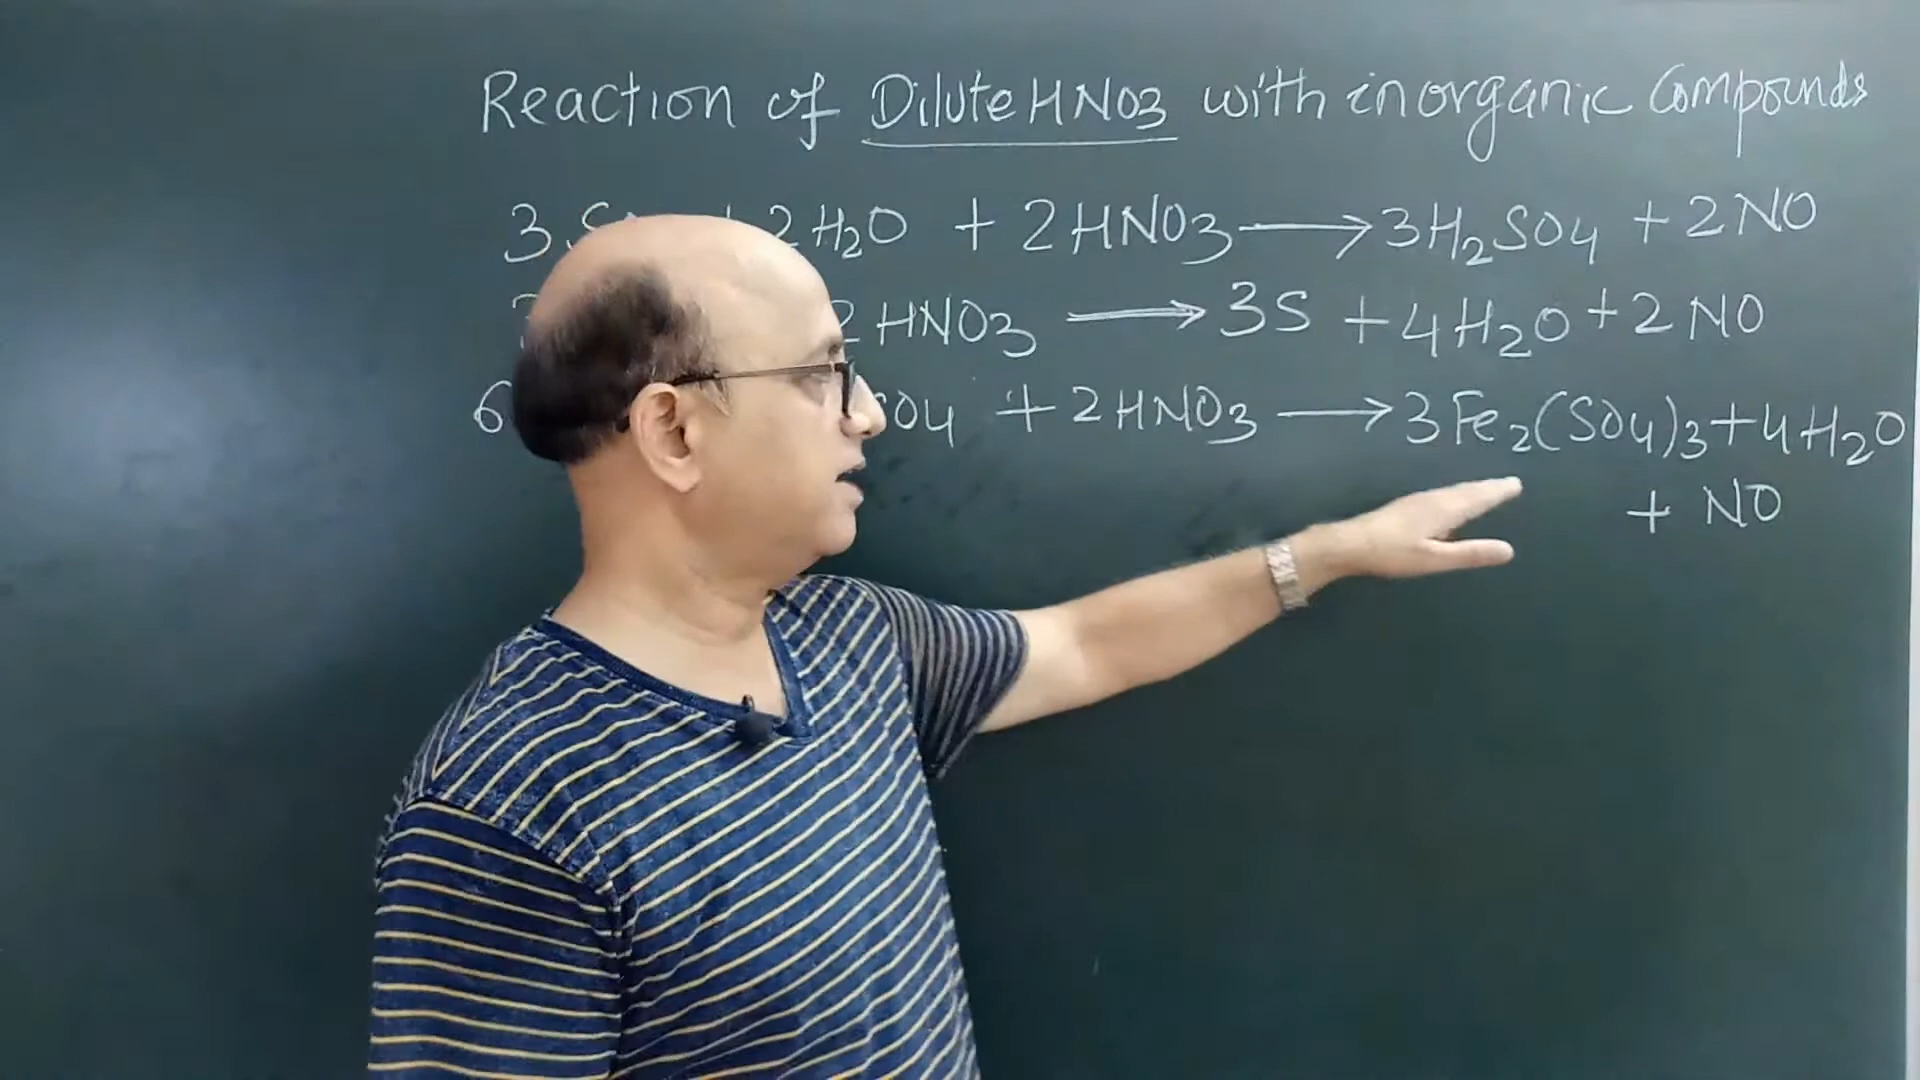 Reaction of Dilute HNO3 with inorganic Compounds
3 + 2H2O + 2HNO3 ⟶ 3H2SO4 + 2NO
2HNO3 ⟶ 3S + 4H2O + 2NO
6 SO4 + 2HNO3 ⟶ 3Fe2(SO4)3 + 4H2O
+ NO